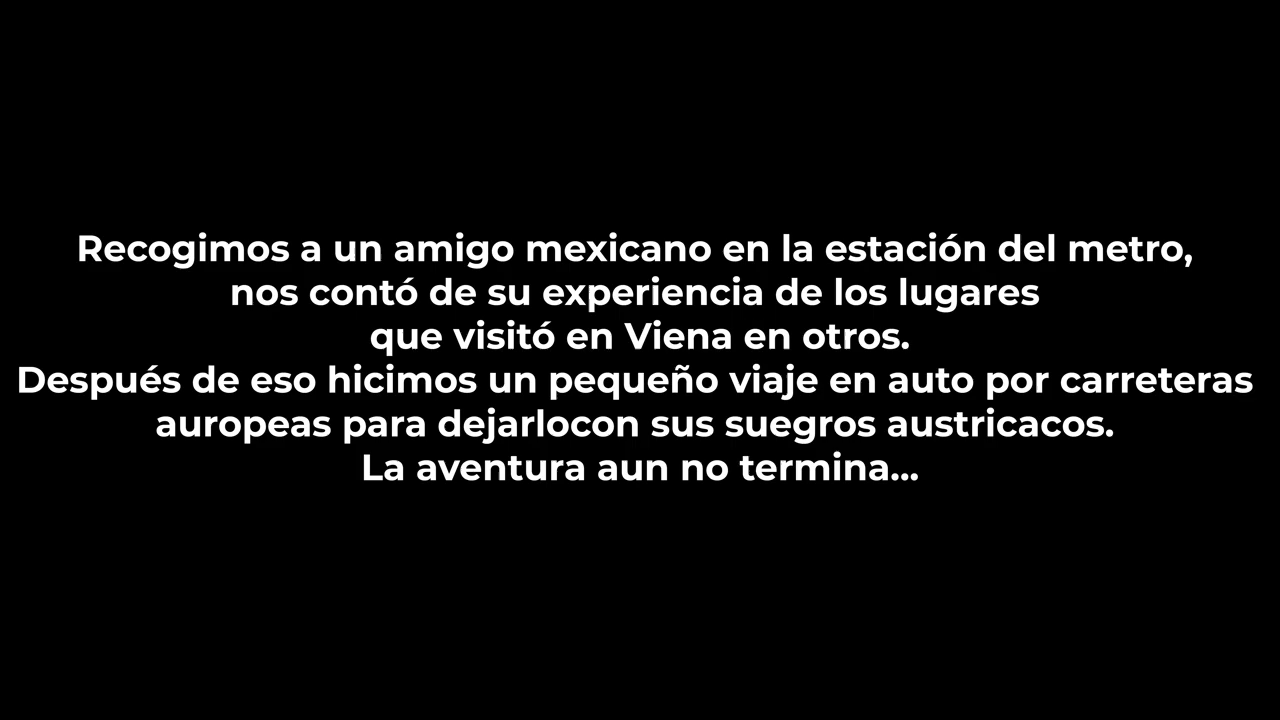 Recogimos a un amigo mexicano en la estación del metro,
nos contó de su experiencia de los lugares
que visitó en Viena en otros.
Después de eso hicimos un pequeño viaje en auto por carreteras
auropeas para dejarlocon sus suegros austricacos.
La aventura aun no termina...